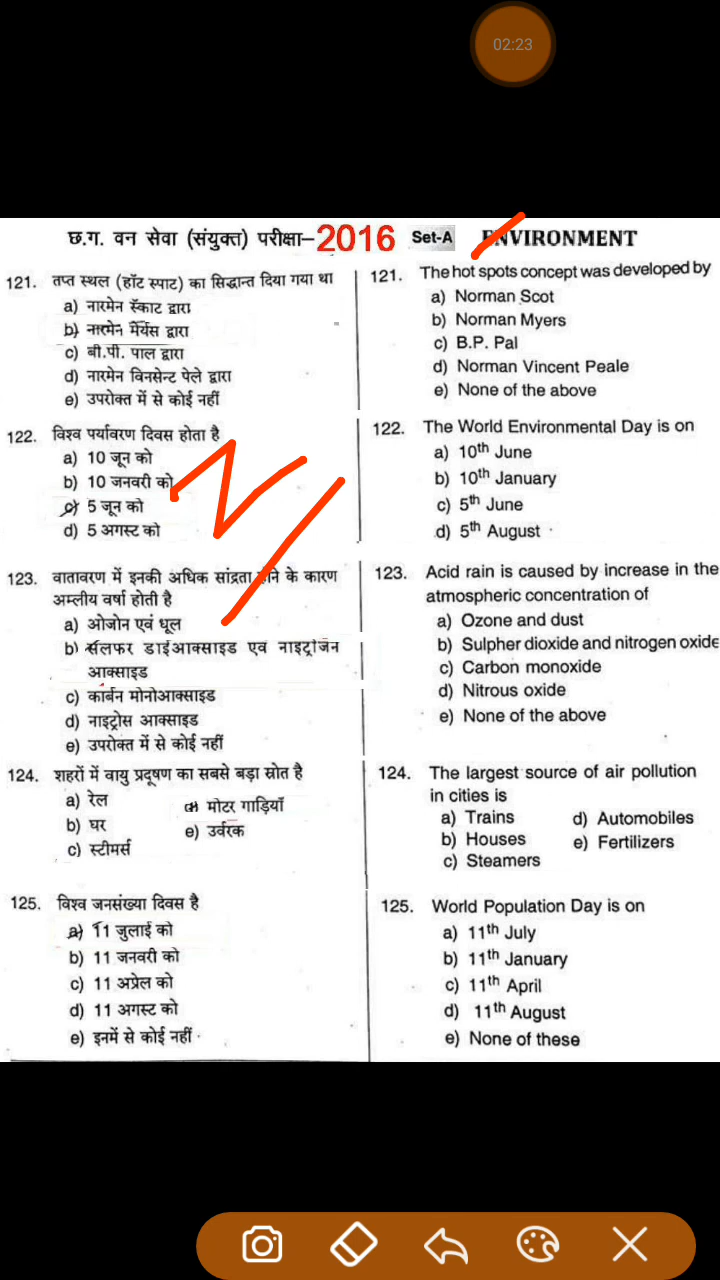 02:23
छ.ग. वन सेवा (संयुक्त) परीक्षा–2016 Set-A ENVIRONMENT
121. तप्त स्थल (हॉट स्पाट) का सिद्धान्त दिया गया था
a) नारमेन स्कॅाट द्वारा
b) नारमेन मैर्यस द्वारा
c) बी.पी. पाल द्वारा
d) नारमेन विनसेन्ट पेले द्वारा
e) उपरोक्त में से कोई नहीं
122. विश्व पर्यावरण दिवस होता है
a) 10 जून को
b) 10 जनवरी को
c) 5 जून को
d) 5 अगस्ट को
123. वातावरण में इनकी अधिक सांद्रता होने के कारण
अम्लीय वर्षा होती है
a) ओजोन एवं धूल
b) सलफर डाईआक्साइड एवं नाइट्रोजन
आक्साइड
c) कार्बन मोनोआक्साइड
d) नाइट्रोस आक्साइड
e) उपरोक्त में से कोई नहीं
124. शहरों में वायु प्रदूषण का सबसे बड़ा स्रोत है
a) रेल d) मोटर गाड़ियॉ
b) घर e) उर्वरक
c) स्टीमर्स
125. विश्व जनसंख्या दिवस है
a) 11 जुलाई को
b) 11 जनवरी को
c) 11 अप्रेल को
d) 11 अगस्ट को
e) इनमें से कोई नहीं
121. The hot spots concept was developed by
a) Norman Scot
b) Norman Myers
c) B.P. Pal
d) Norman Vincent Peale
e) None of the above
122. The World Environmental Day is on
a) 10th June
b) 10th January
c) 5th June
d) 5th August
123. Acid rain is caused by increase in the
atmospheric concentration of
a) Ozone and dust
b) Sulpher dioxide and nitrogen oxide
c) Carbon monoxide
d) Nitrous oxide
e) None of the above
124. The largest source of air pollution
in cities is
a) Trains d) Automobiles
b) Houses e) Fertilizers
c) Steamers
125. World Population Day is on
a) 11th July
b) 11th January
c) 11th April
d) 11th August
e) None of these